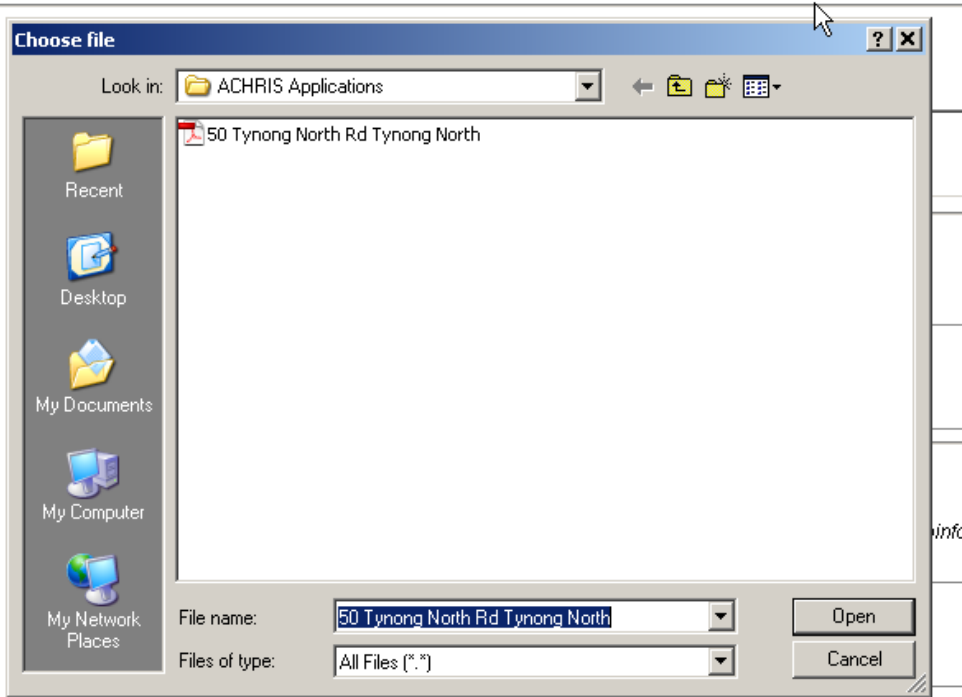 Choose file
Look in:
ACHRIS Applications
50 Tynong North Rd Tynong North
Recent
Desktop
My Documents
My Computer
My Network
Places
File name:
50 Tynong North Rd Tynong North
Open
Files of type:
All Files (*.*)
Cancel